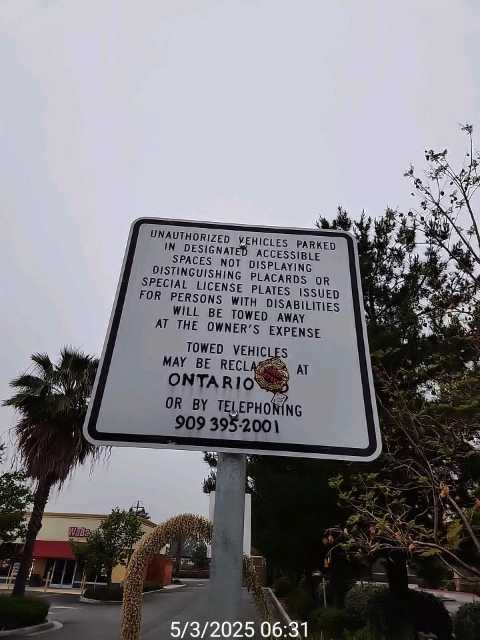 UNAUTHORIZED VEHICLES PARKED
IN DESIGNATED ACCESSIBLE
SPACES NOT DISPLAYING
DISTINGUISHING PLACARDS OR
SPECIAL LICENSE PLATES ISSUED
FOR PERSONS WITH DISABILITIES
WILL BE TOWED AWAY
AT THE OWNER'S EXPENSE
TOWED VEHICLES
MAY BE RECLA AT
ONTARIO
OR BY TELEPHONING
909 395-2001
5/3/2025 06:31